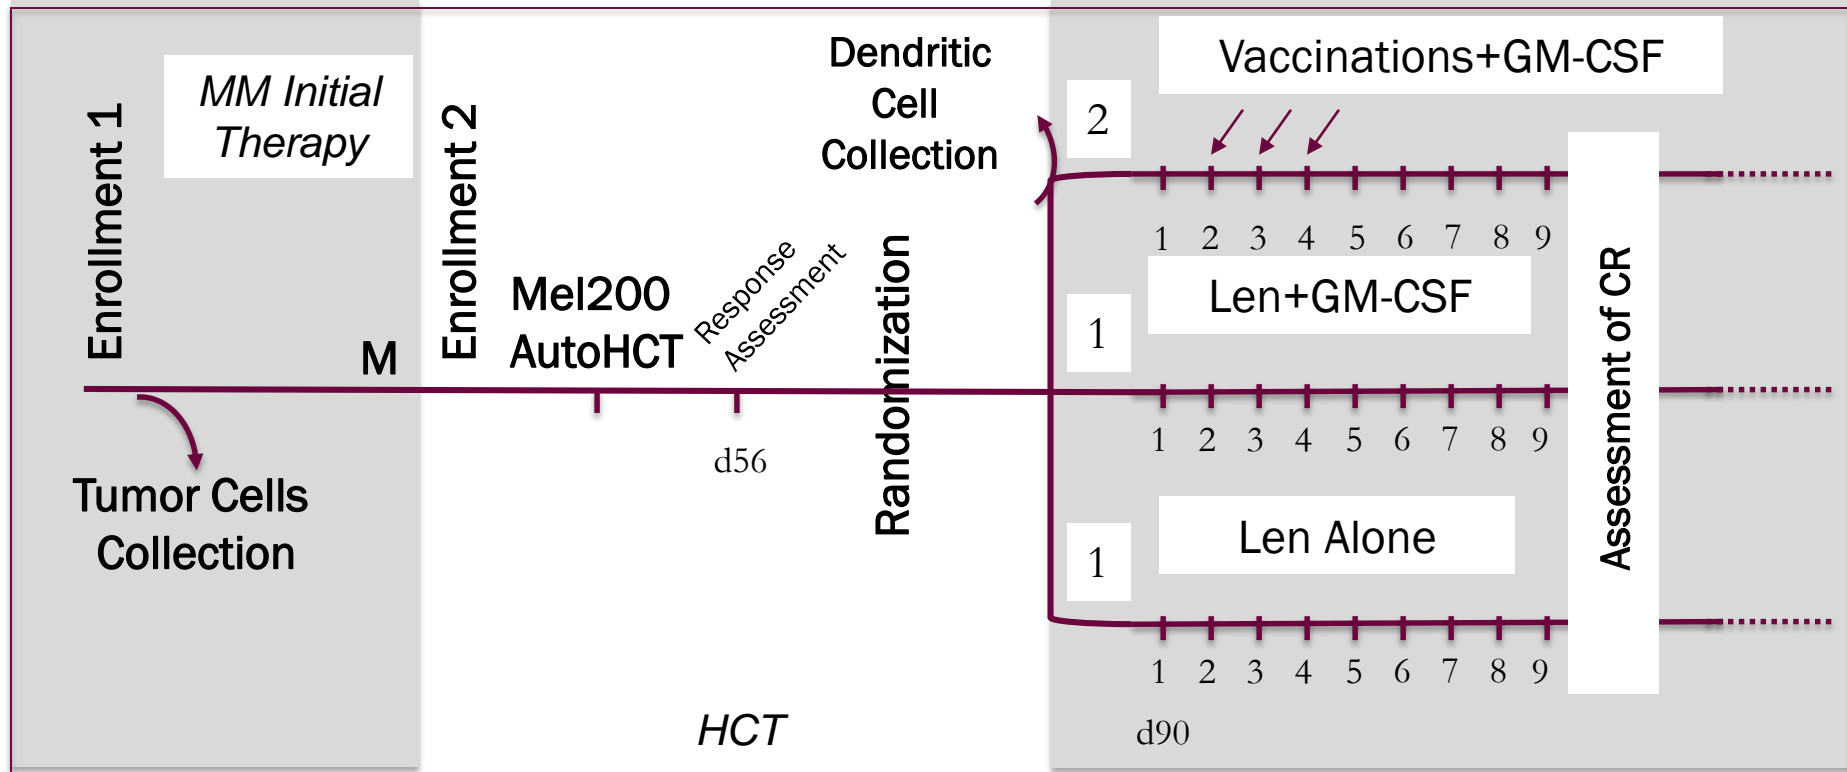 Enrollment 1
MM Initial
Therapy
M
Tumor Cells
Collection
Enrollment 2
Mel200
AutoHCT
Response
Assessment
d56
Randomization
HCT
Dendritic
Cell
Collection
2
Vaccinations+GM-CSF
1 2 3 4 5 6 7 8 9
1
Len+GM-CSF
1 2 3 4 5 6 7 8 9
1
Len Alone
1 2 3 4 5 6 7 8 9
d90
Assessment of CR